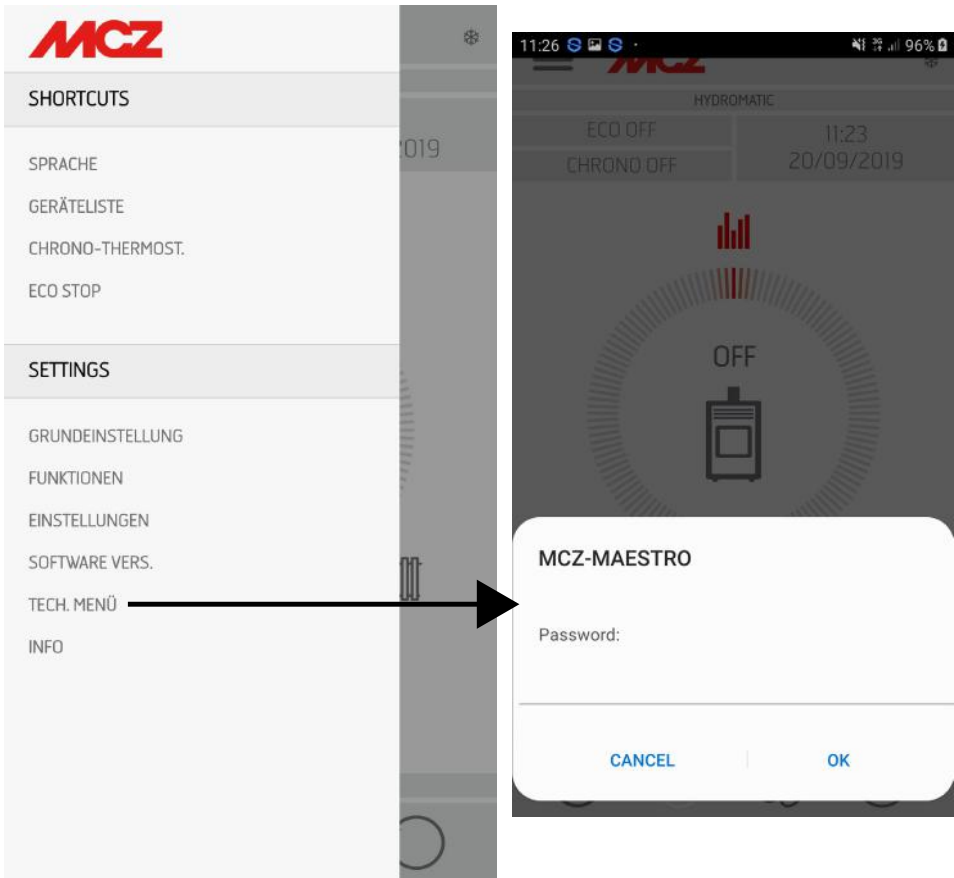 MCZ
SHORTCUTS
SPRACHE
GERÄTELISTE
CHRONO-THERMOST.
ECO STOP
SETTINGS
GRUNDEINSTELLUNG
FUNKTIONEN
EINSTELLUNGEN
SOFTWARE VERS.
TECH. MENÜ
INFO
2019
11:26 96%
MCZ
HYDROMATIC
ECO OFF
CHRONO OFF
11:23
20/09/2019
OFF
MCZ-MAESTRO
Password:
CANCEL OK